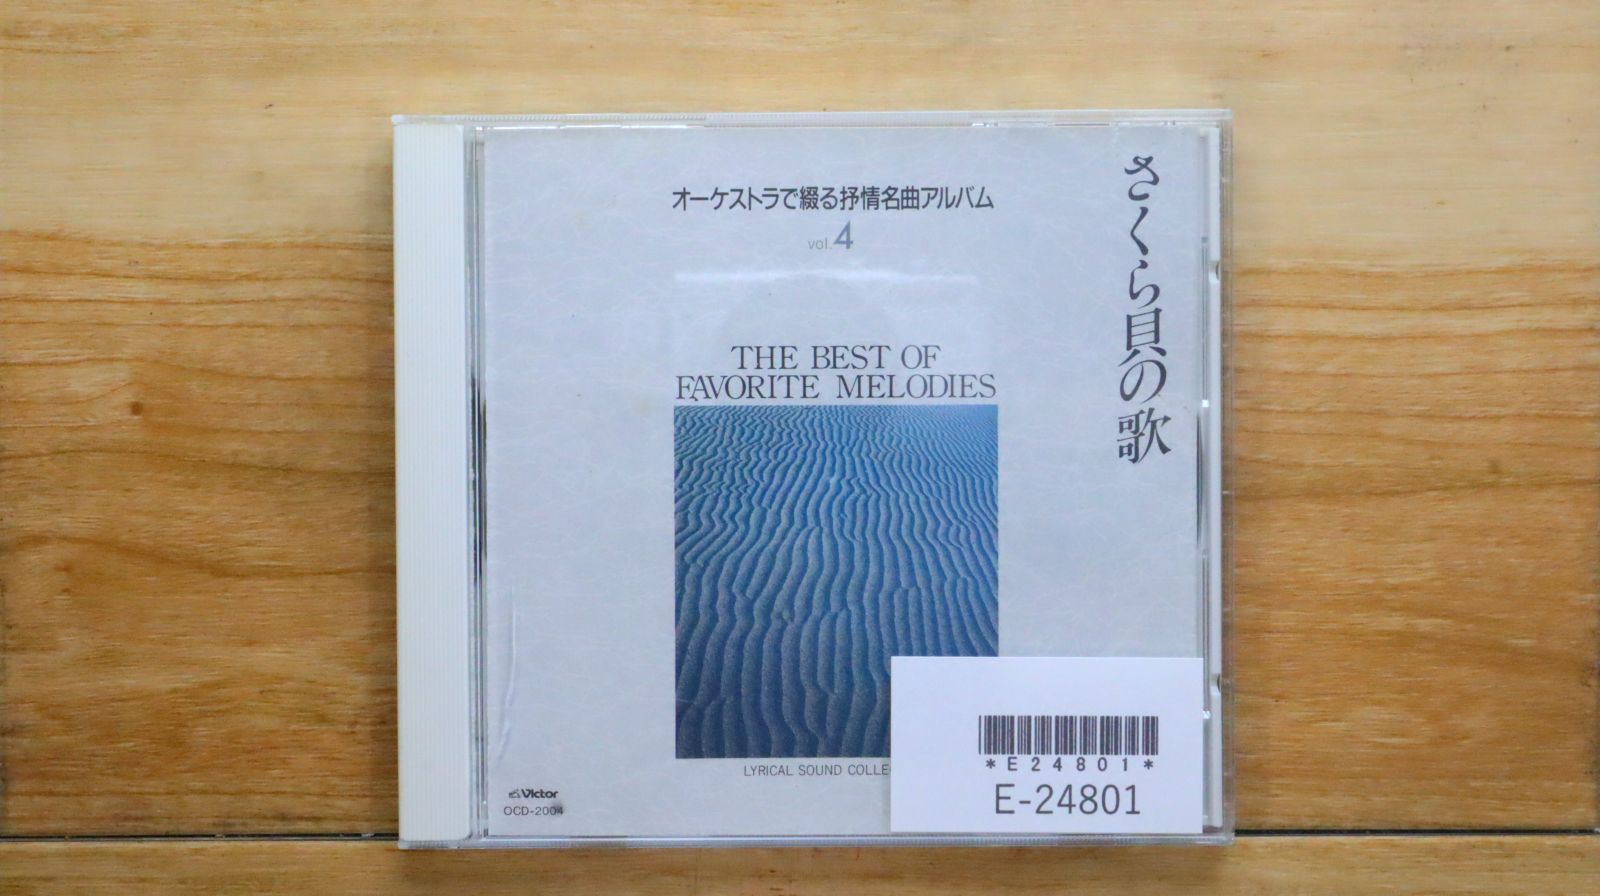 オーケストラで綴る抒情名曲アルバム
vol.4
さくら貝の歌
THE BEST OF
FAVORITE MELODIES
LYRICAL SOUND
Victor
OCD-2004
*E24801*
E-24801